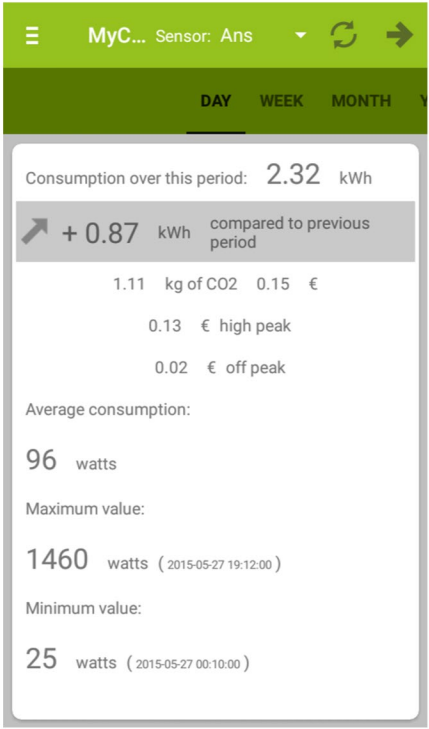 MyC... Sensor: Ans
DAY WEEK MONTH Y
Consumption over this period: 2.32 kWh
+ 0.87 kWh compared to previous
period
1.11 kg of CO2 0.15 €
0.13 € high peak
0.02 € off peak
Average consumption:
96 watts
Maximum value:
1460 watts ( 2015-05-27 19:12:00 )
Minimum value:
25 watts ( 2015-05-27 00:10:00 )